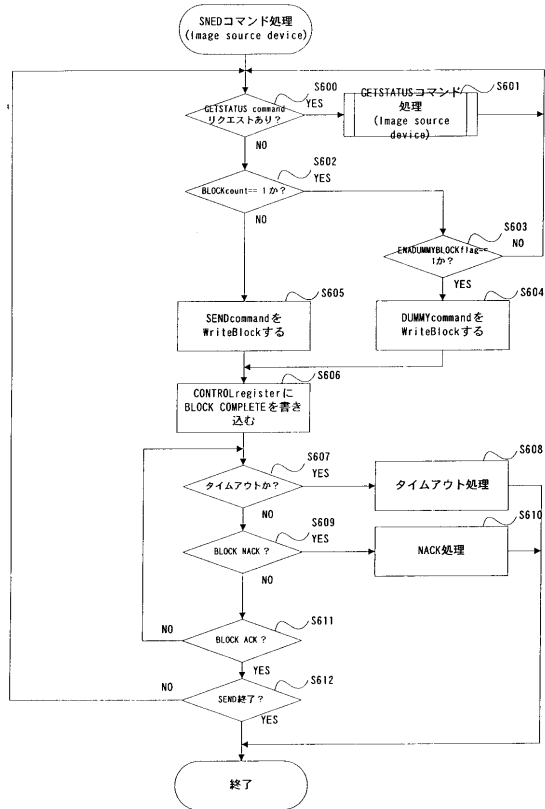 SNEDコマンド処理
(Image source device)
S600
GETSTATUS command
リクエストあり？
YES
NO
S601
GETSTATUSコマンド
処理
(Image source
device)
S602
BLOCKcount== 1か？
YES
NO
S603
ENADUMMYBLOCKflag==
1か？
NO
YES
S605
SENDcommandを
WriteBlockする
S604
DUMMYcommandを
WriteBlockする
S606
CONTROLregisterに
BLOCK COMPLETEを書き
込む
S607
タイムアウトか？
YES
NO
S608
タイムアウト処理
S609
BLOCK NACK？
YES
NO
S610
NACK処理
S611
BLOCK ACK？
NO
YES
S612
SEND終了？
NO
YES
終了